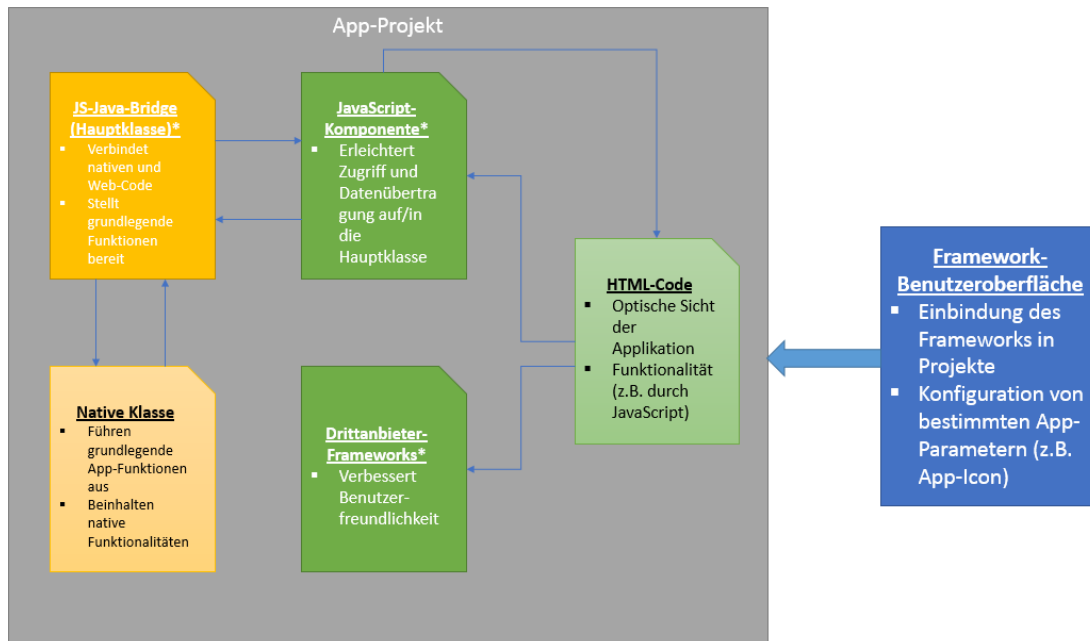 App-Projekt
JS-Java-Bridge
(Hauptklasse)*
▪ Verbindet
nativen und
Web-Code
▪ Stellt
grundlegende
Funktionen
bereit
JavaScript-
Komponente*
▪ Erleichtert
Zugriff und
Datenübertra
gung auf/in
die
Hauptklasse
HTML-Code
▪ Optische Sicht
der
Applikation
▪ Funktionalität
(z.B. durch
JavaScript)
Native Klasse
▪ Führen
grundlegende
App-Funktionen
aus
▪ Beinhalten
native
Funktionalitäten
Drittanbieter-
Frameworks*
▪ Verbessert
Benutzer-
freundlichkeit
Framework-
Benutzeroberfläche
▪ Einbindung des
Frameworks in
Projekte
▪ Konfiguration von
bestimmten App-
Parametern (z.B.
App-Icon)